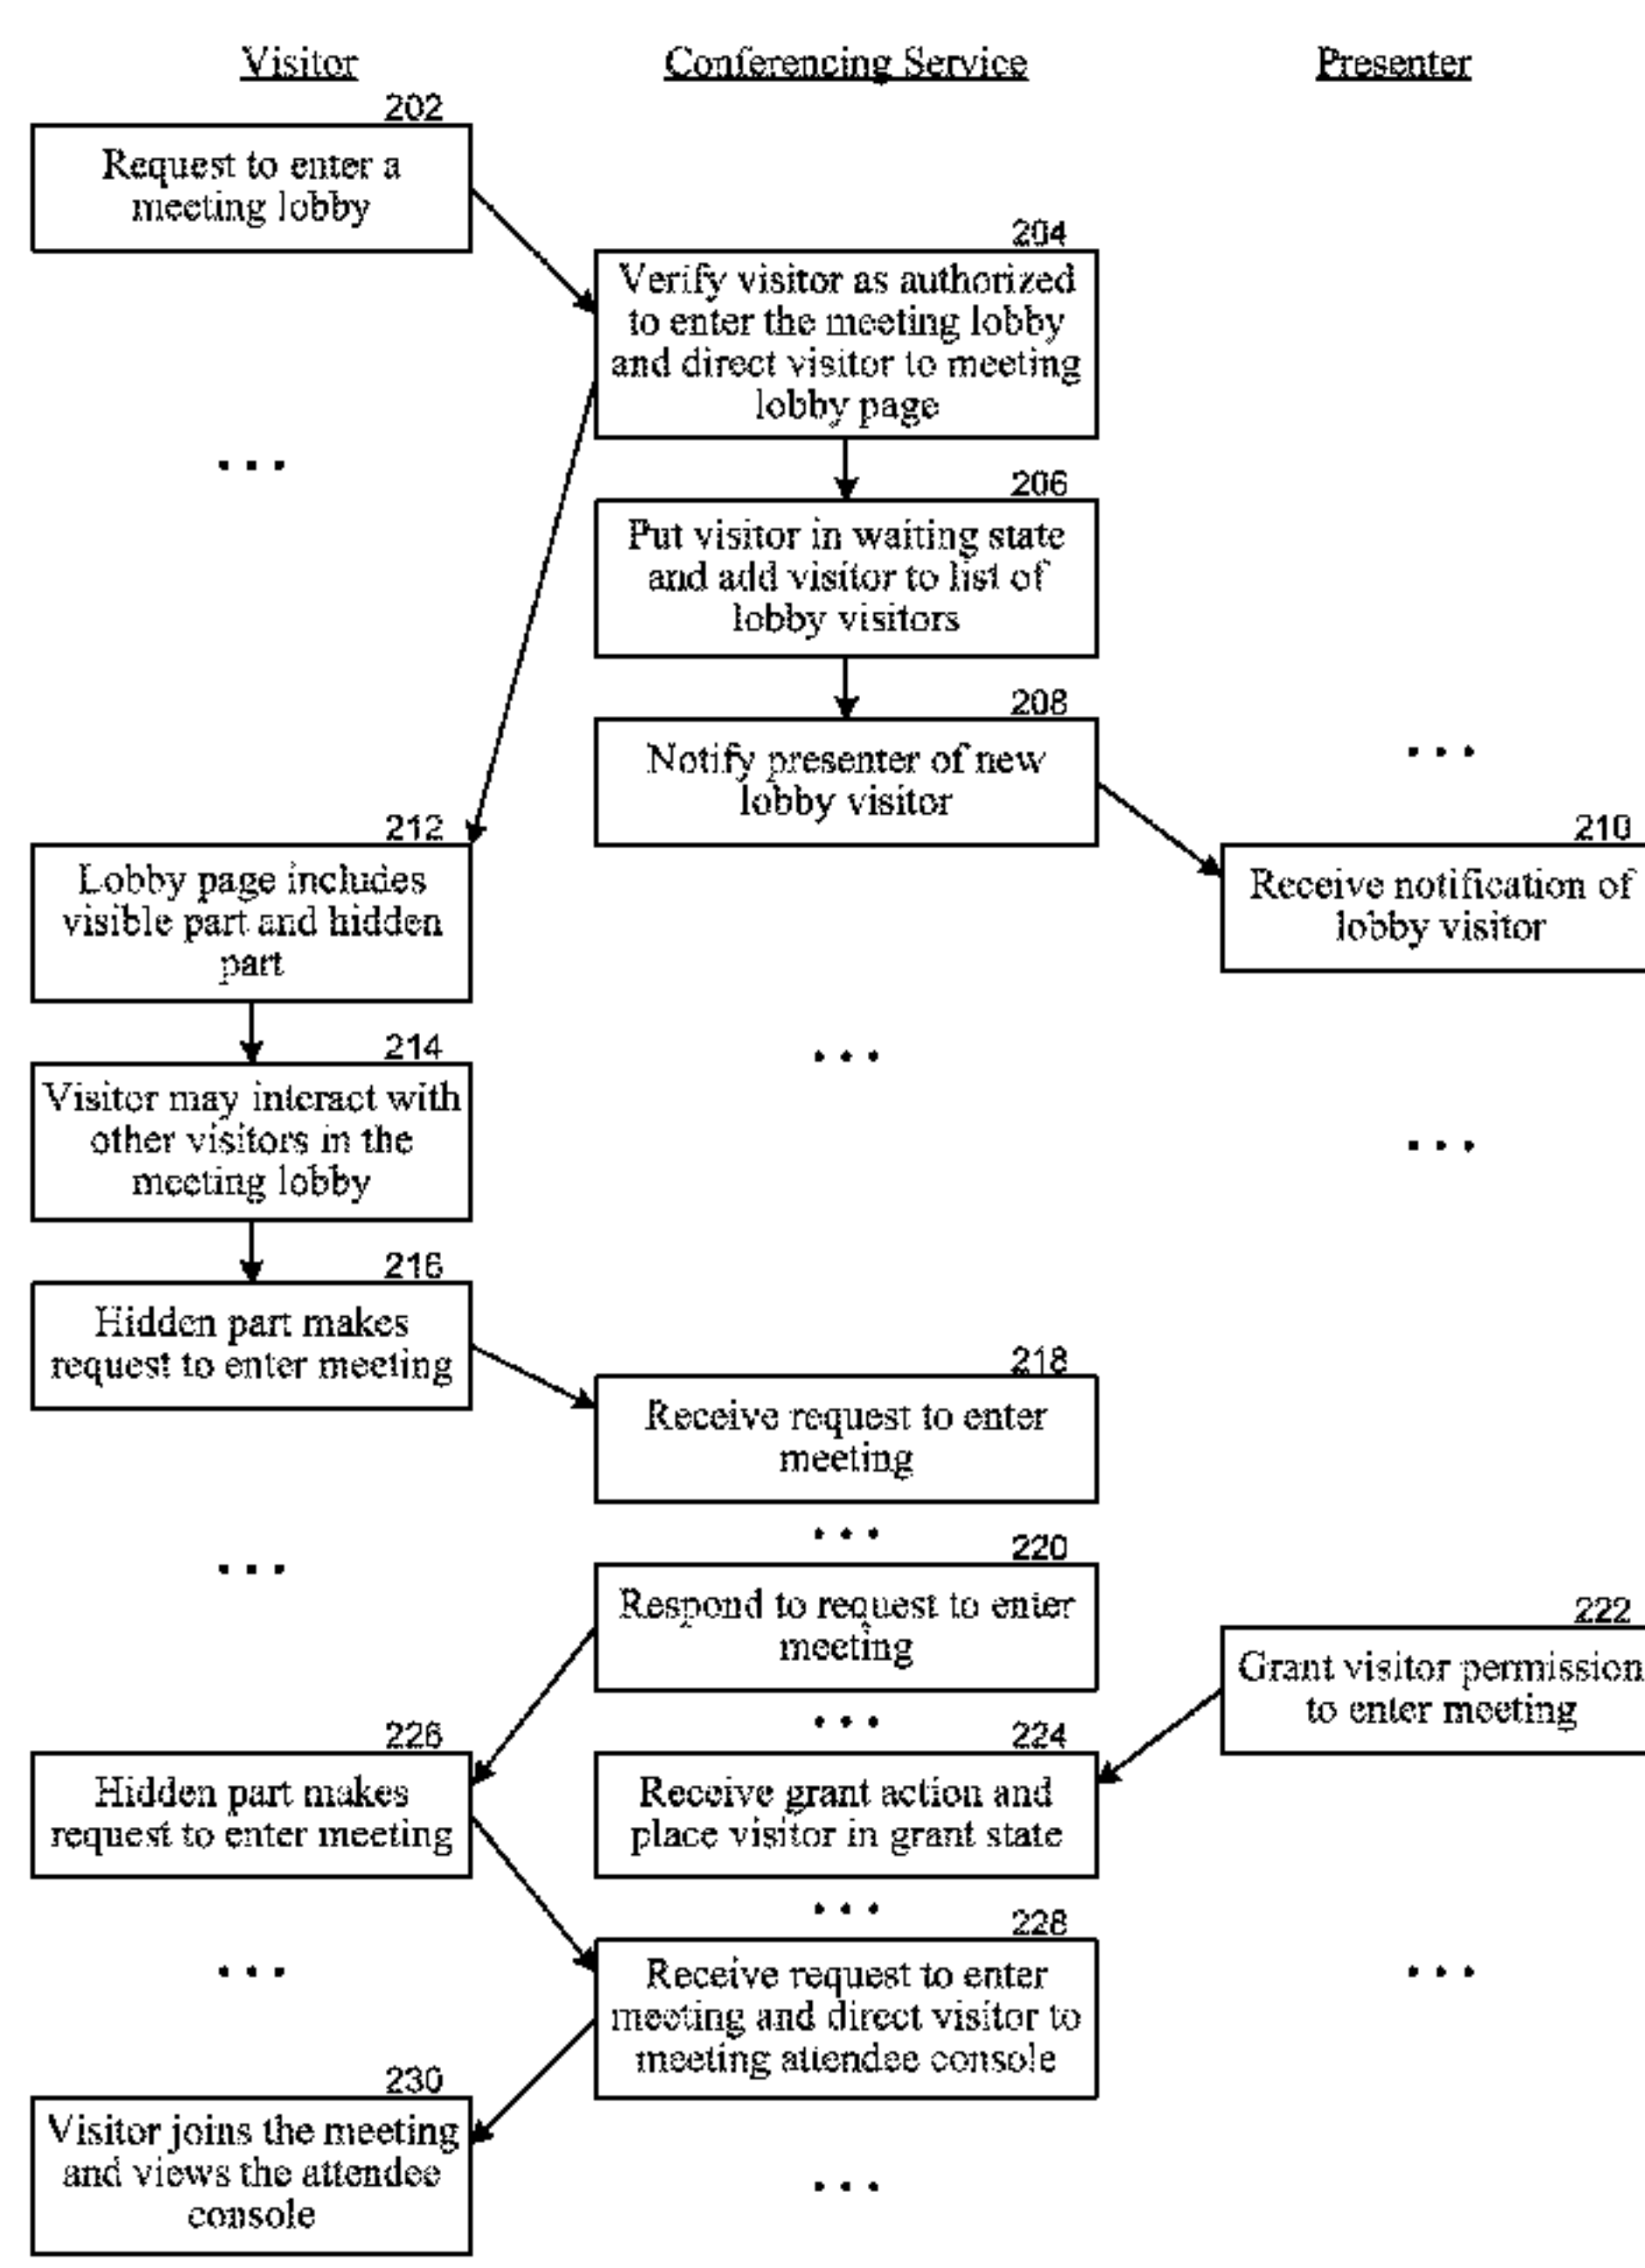 Visitor
Conferencing Service
Presenter
202
Request to enter a
meeting lobby
204
Verify visitor as authorized
to enter the meeting lobby
and direct visitor to meeting
lobby page
...
206
Put visitor in waiting state
and add visitor to list of
lobby visitors
208
Notify presenter of new
lobby visitor
...
210
Receive notification of
lobby visitor
212
Lobby page includes
visible part and hidden
part
...
214
Visitor may interact with
other visitors in the
meeting lobby
...
216
Hidden part makes
request to enter meeting
218
Receive request to enter
meeting
...
...
220
Respond to request to enter
meeting
222
Grant visitor permission
to enter meeting
...
224
Receive grant action and
place visitor in grant state
226
Hidden part makes
request to enter meeting
...
228
Receive request to enter
meeting and direct visitor to
meeting attendee console
...
...
230
Visitor joins the meeting
and views the attendee
console
...